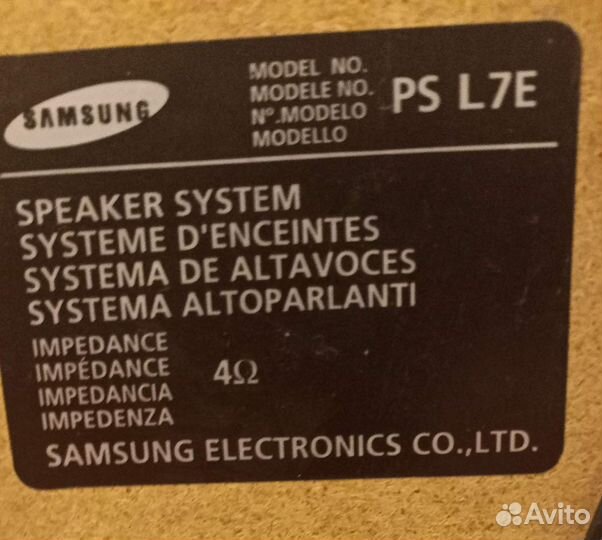 SAMSUNG
MODEL NO.
MODELE NO.
Nº.MODELO
MODELLO
PS L7E
SPEAKER SYSTEM
SYSTEME D'ENCEINTES
SYSTEMA DE ALTAVOCES
SYSTEMA ALTOPARLANTI
IMPEDANCE
IMPÉDANCE
IMPEDANCIA
IMPEDENZA
4Ω
SAMSUNG ELECTRONICS CO.,LTD.
Avito